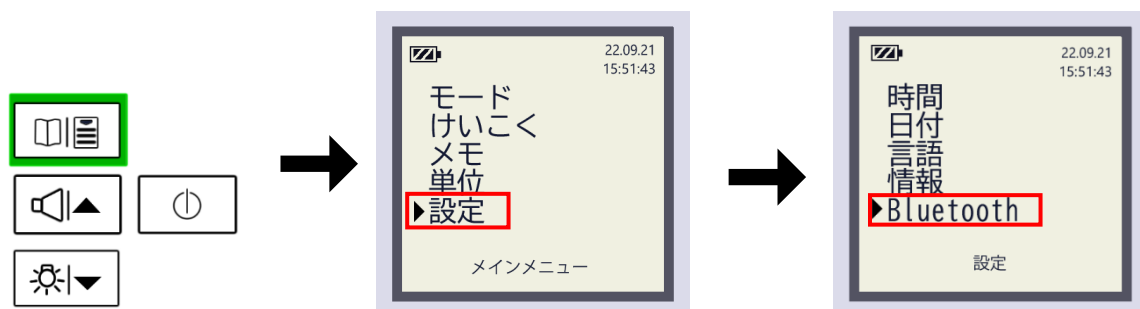 22.09.21
15:51:43
モード
けいこく
メモ
単位
設定
メインメニュー
22.09.21
15:51:43
時間
日付
言語
情報
Bluetooth
設定